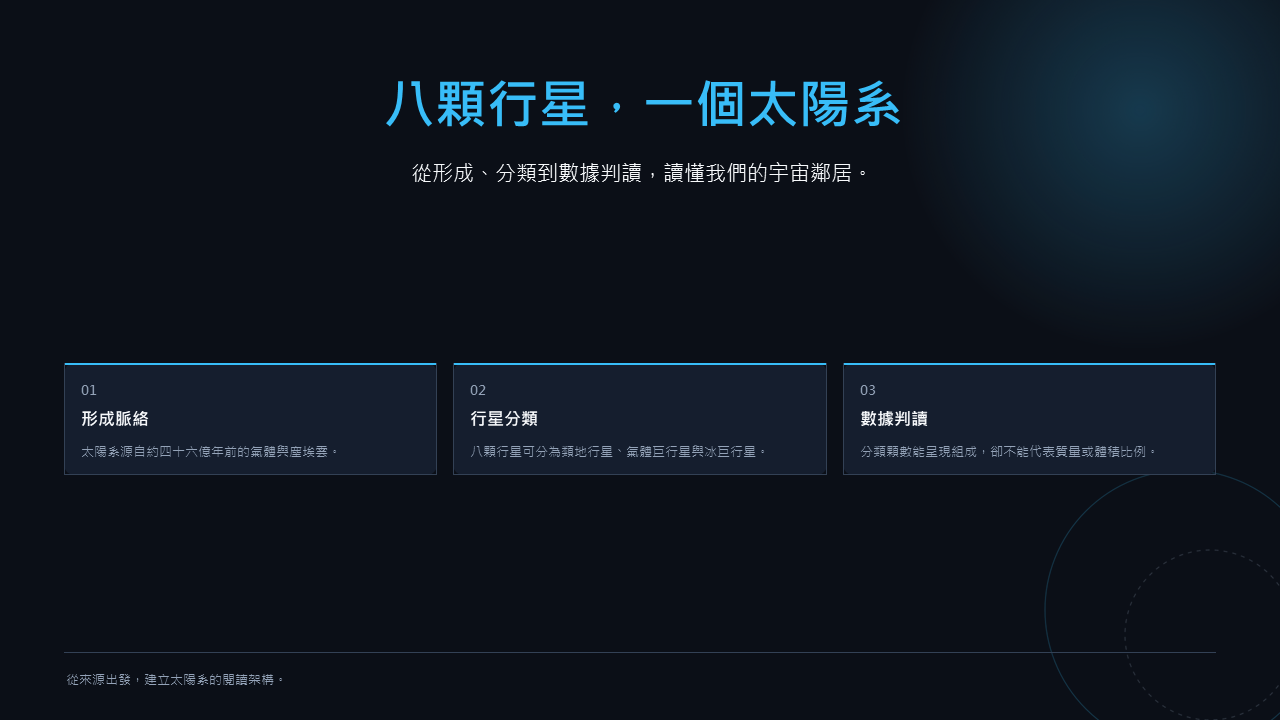 八顆行星，一個太陽系
從形成、分類到數據判讀，讀懂我們的宇宙鄰居。
01
形成脈絡
太陽系源自約四十六億年前的氣體與塵埃雲。
02
行星分類
八顆行星可分為類地行星、氣體巨行星與冰巨行星。
03
數據判讀
分類顆數能呈現組成，卻不能代表質量或體積比例。
從來源出發，建立太陽系的閱讀架構。